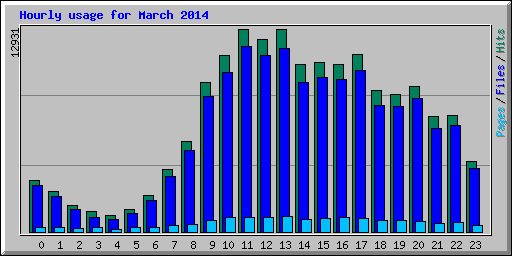 Hourly usage for March 2014
12931
Pages / Files / Hits
0 1 2 3 4 5 6 7 8 9 10 11 12 13 14 15 16 17 18 19 20 21 22 23